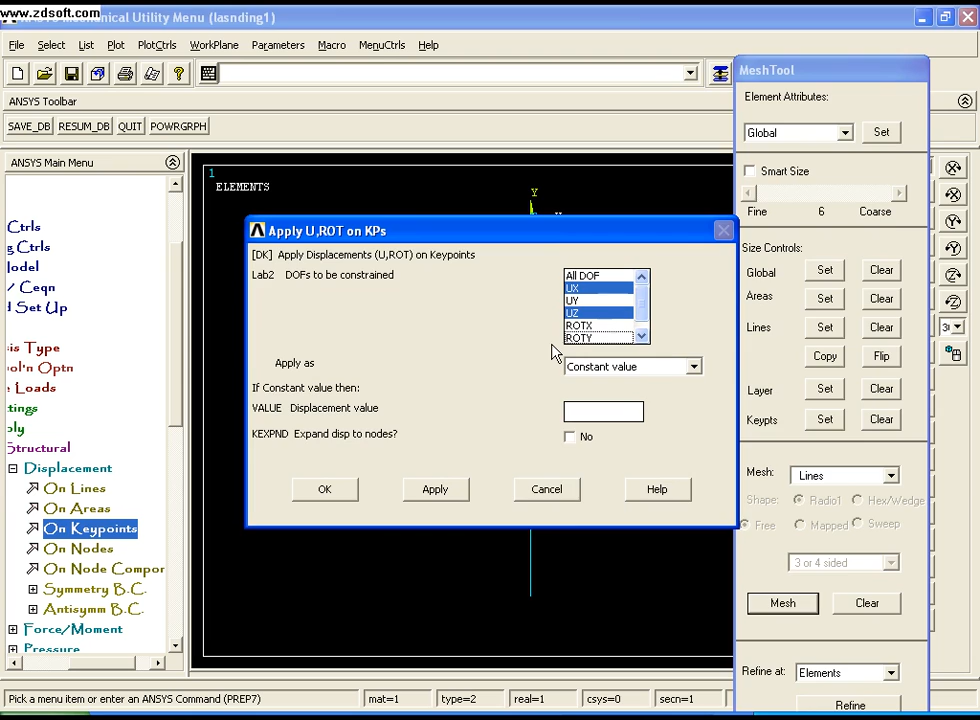 www.zdsoft.com
Mechanical Utility Menu (lasnding1)
File Select List Plot PlotCtrls WorkPlane Parameters Macro MenuCtrls Help
ANSYS Toolbar
SAVE_DB RESUM_DB QUIT POWRGRPH
ANSYS Main Menu
Ctrls
g Ctrls
odel
/ Ceqn
d Set Up
sis Type
ol'n Optn
e Loads
tings
ply
Structural
Displacement
On Lines
On Areas
On Keypoints
On Nodes
On Node Compor
Symmetry B.C.
Antisymm B.C.
Force/Moment
Pressure
1
ELEMENTS
Y
Apply U,ROT on KPs
[DK] Apply Displacements (U,ROT) on Keypoints
Lab2 DOFs to be constrained
All DOF
UX
UY
UZ
ROTX
ROTY
Apply as
Constant value
If Constant value then:
VALUE Displacement value
KEXPND Expand disp to nodes?
No
OK Apply Cancel Help
MeshTool
Element Attributes:
Global Set
Smart Size
Fine 6 Coarse
Size Controls:
Global Set Clear
Areas Set Clear
Lines Set Clear
Copy Flip
Layer Set Clear
Keypts Set Clear
Mesh: Lines
Shape: Radio1 Hex/Wedge
Free Mapped Sweep
3 or 4 sided
Mesh Clear
Refine at: Elements
Refine
Pick a menu item or enter an ANSYS Command (PREP7) mat=1 type=2 real=1 csys=0 secn=1